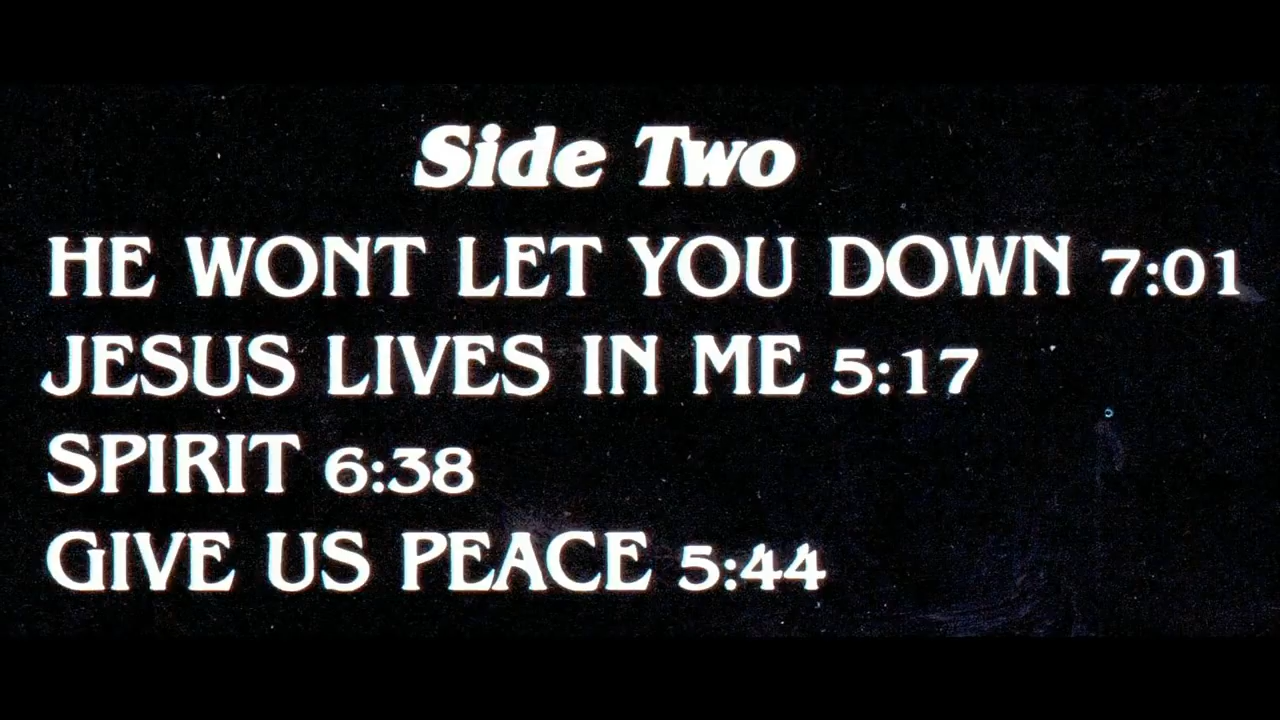 Side Two
HE WONT LET YOU DOWN 7:01
JESUS LIVES IN ME 5:17
SPIRIT 6:38
GIVE US PEACE 5:44